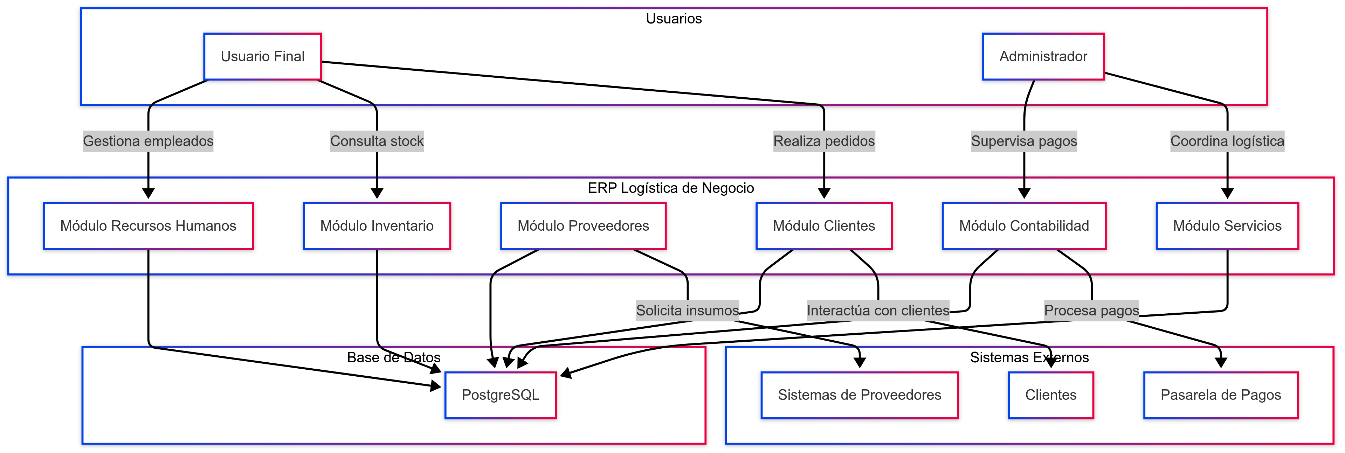 Usuarios
Usuario Final
Administrador
Gestiona empleados
Consulta stock
Realiza pedidos
Supervisa pagos
Coordina logística
ERP Logística de Negocio
Módulo Recursos Humanos
Módulo Inventario
Módulo Proveedores
Módulo Clientes
Módulo Contabilidad
Módulo Servicios
Solicita insumos
Interactúa con clientes
Procesa pagos
Base de Datos
Sistemas Externos
PostgreSQL
Sistemas de Proveedores
Clientes
Pasarela de Pagos